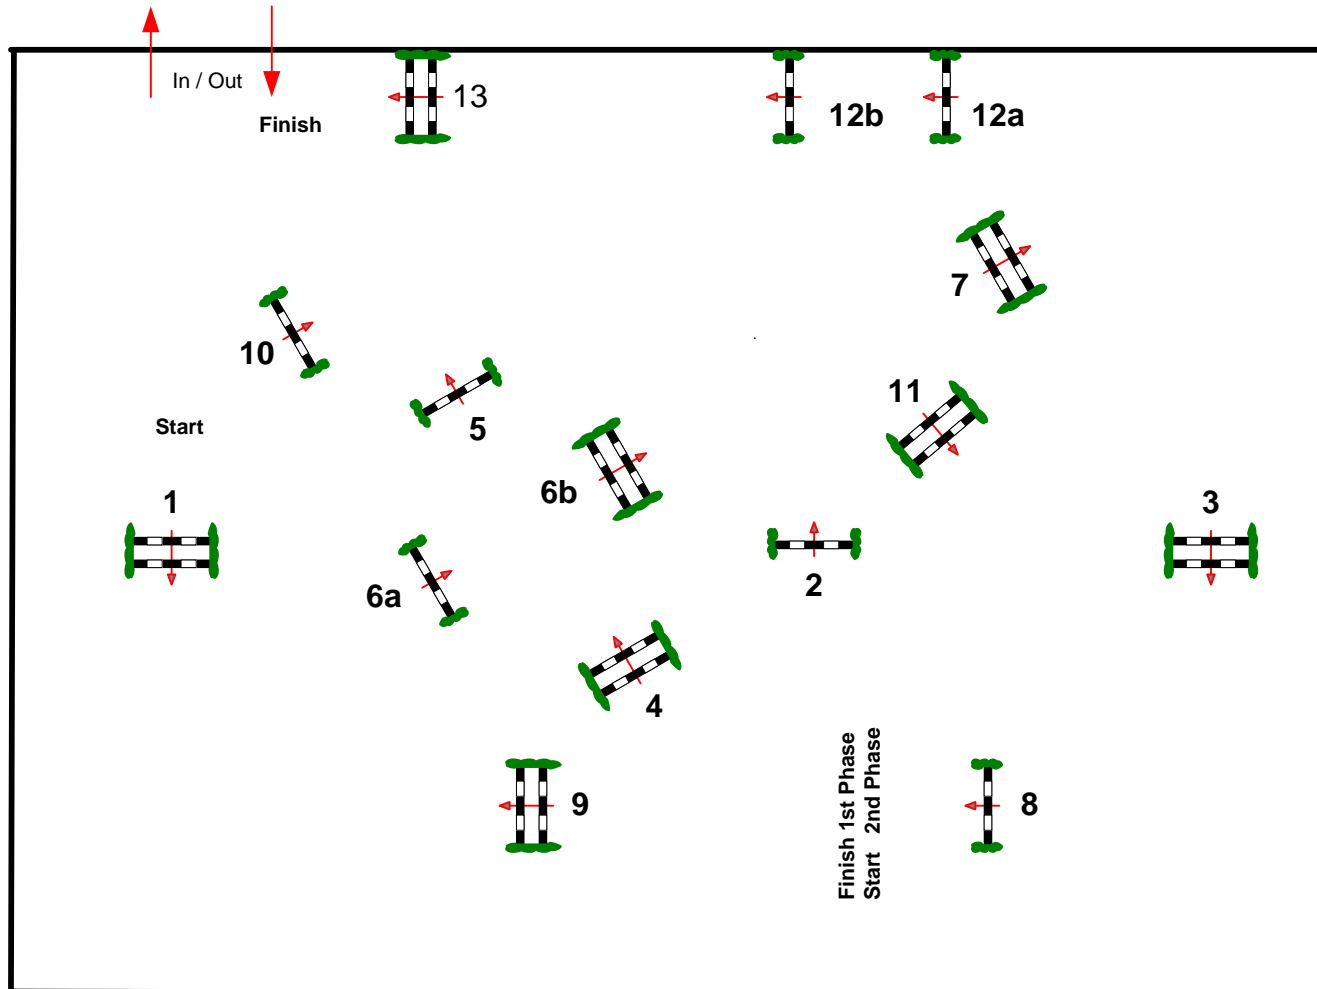 In / Out
13
Finish
12b
12a
7
10
11
5
Start
6b
1
3
2
6a
4
9
8
Finish 1st Phase
Start 2nd Phase